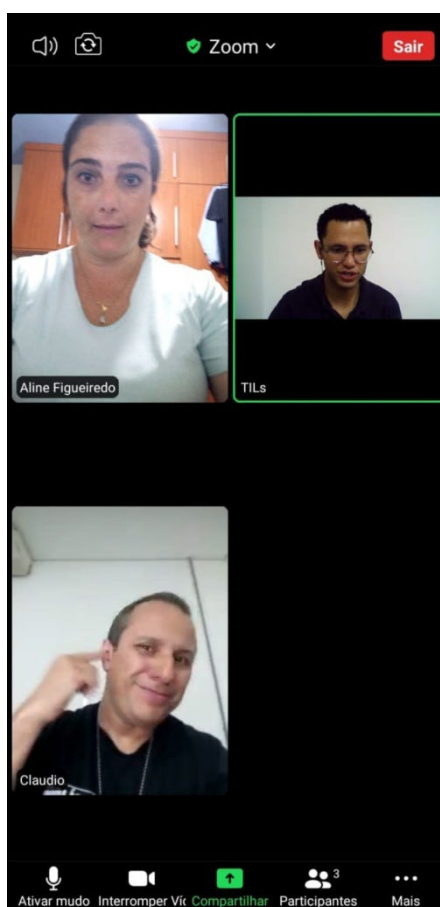 Zoom
Sair
Aline Figueiredo
TILs
Claudio
3
Ativar mudo Interromper Víc Compartilhar Participantes Mais